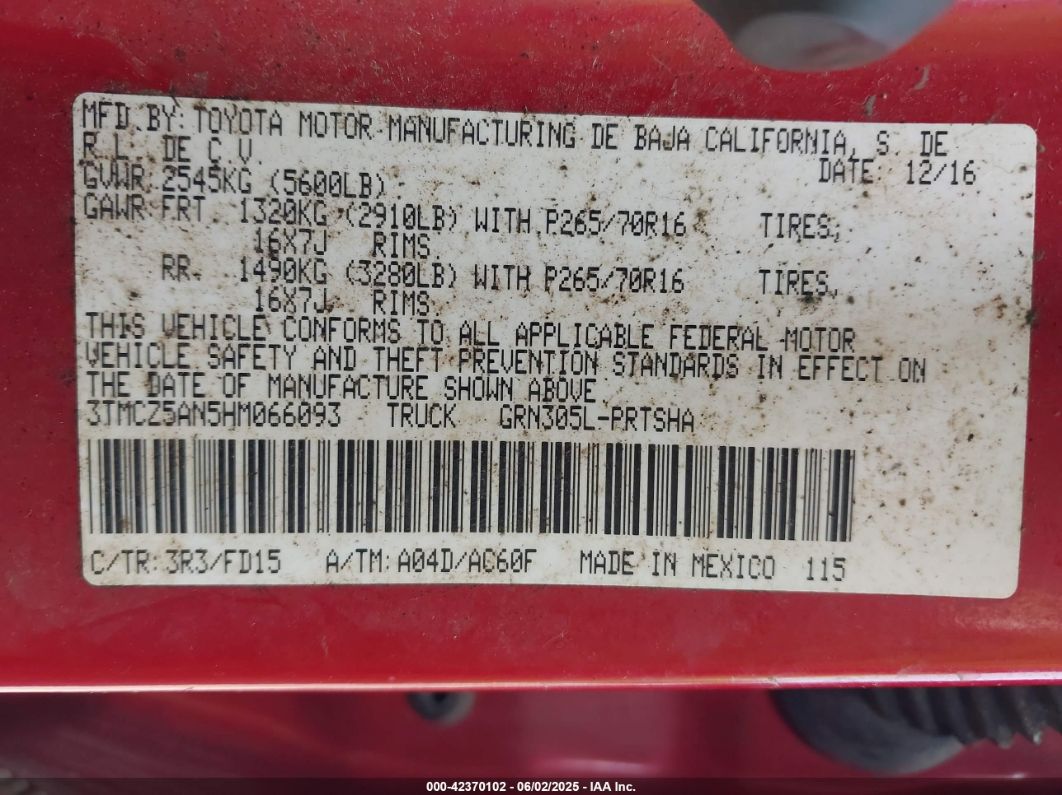 MFD. BY: TOYOTA MOTOR MANUFACTURING DE BAJA CALIFORNIA, S. DE
R.L. DE C.V. DATE: 12/16
GVWR 2545KG (5600LB)
GAWR FRT. 1320KG (2910LB) WITH P265/70R16 TIRES,
16X7J RIMS,
RR. 1490KG (3280LB) WITH P265/70R16 TIRES,
16X7J RIMS.
THIS VEHICLE CONFORMS TO ALL APPLICABLE FEDERAL MOTOR
VEHICLE SAFETY AND THEFT PREVENTION STANDARDS IN EFFECT ON
THE DATE OF MANUFACTURE SHOWN ABOVE.
3TMCZ5AN5HM066093 TRUCK GRN305L-PRTSHA
C/TR: 3R3/FD15 A/TM: A04D/AC60F MADE IN MEXICO 115
000-42370102 - 06/02/2025 - IAA Inc.